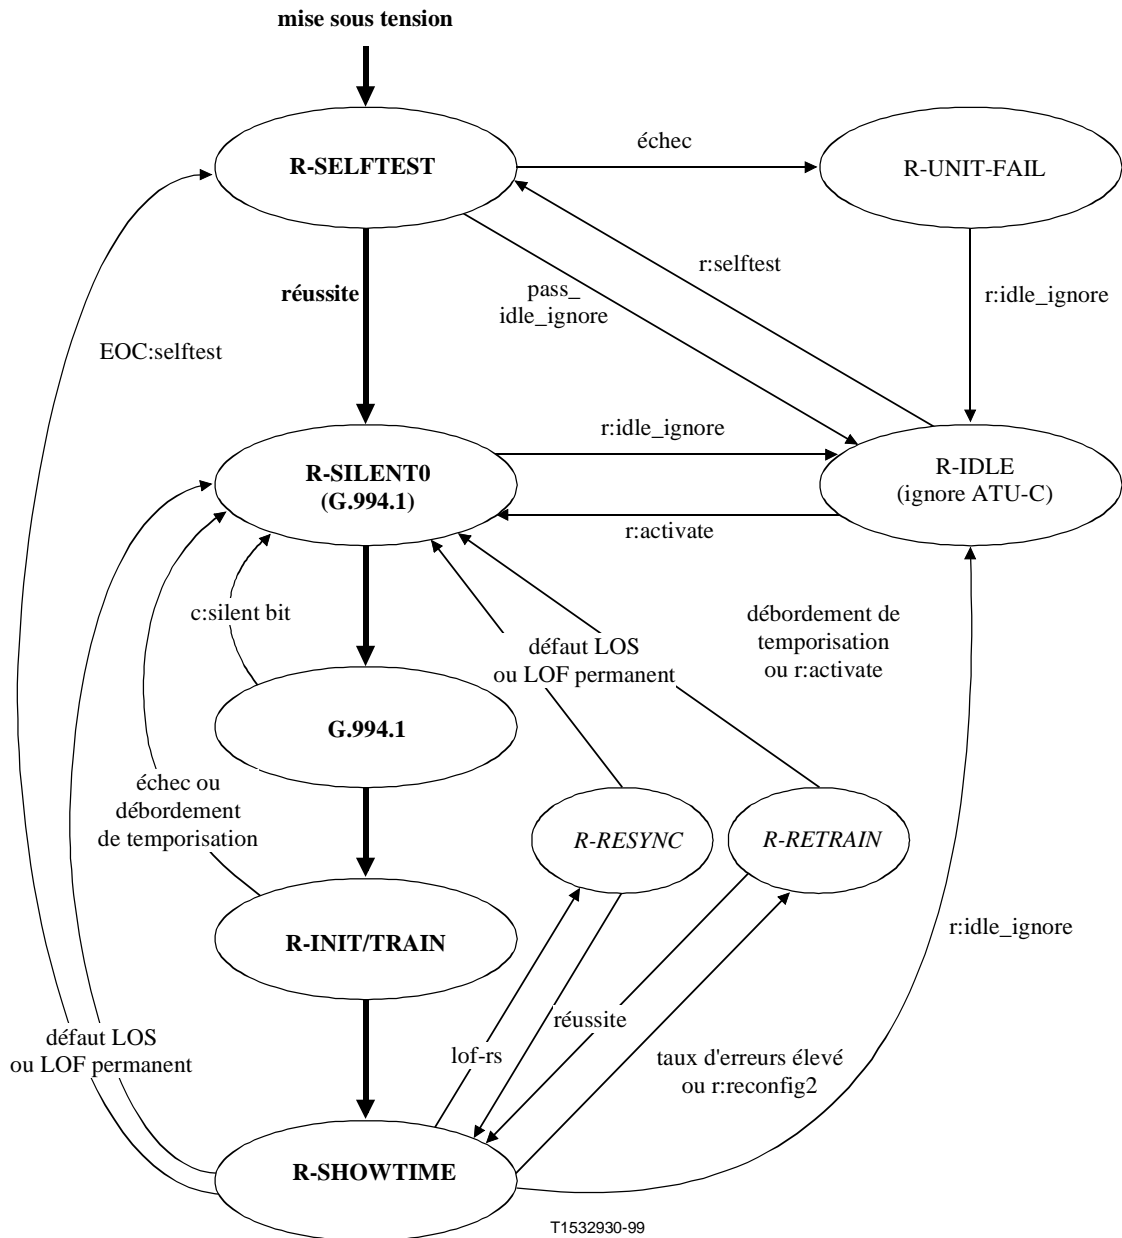 mise sous tension
R-SELFTEST
échec
R-UNIT-FAIL
r:selftest
réussite
pass_
idle_ignore
r:idle_ignore
EOC:selftest
r:idle_ignore
R-SILENT0
(G.994.1)
R-IDLE
(ignore ATU-C)
r:activate
c:silent bit
défaut LOS
ou LOF permanent
débordement de
temporisation
ou r:activate
G.994.1
échec ou
débordement
de temporisation
R-RESYNC
R-RETRAIN
R-INIT/TRAIN
r:idle_ignore
défaut LOS
ou LOF permanent
lof-rs
réussite
taux d'erreurs élevé
ou r:reconfig2
R-SHOWTIME
T1532930-99